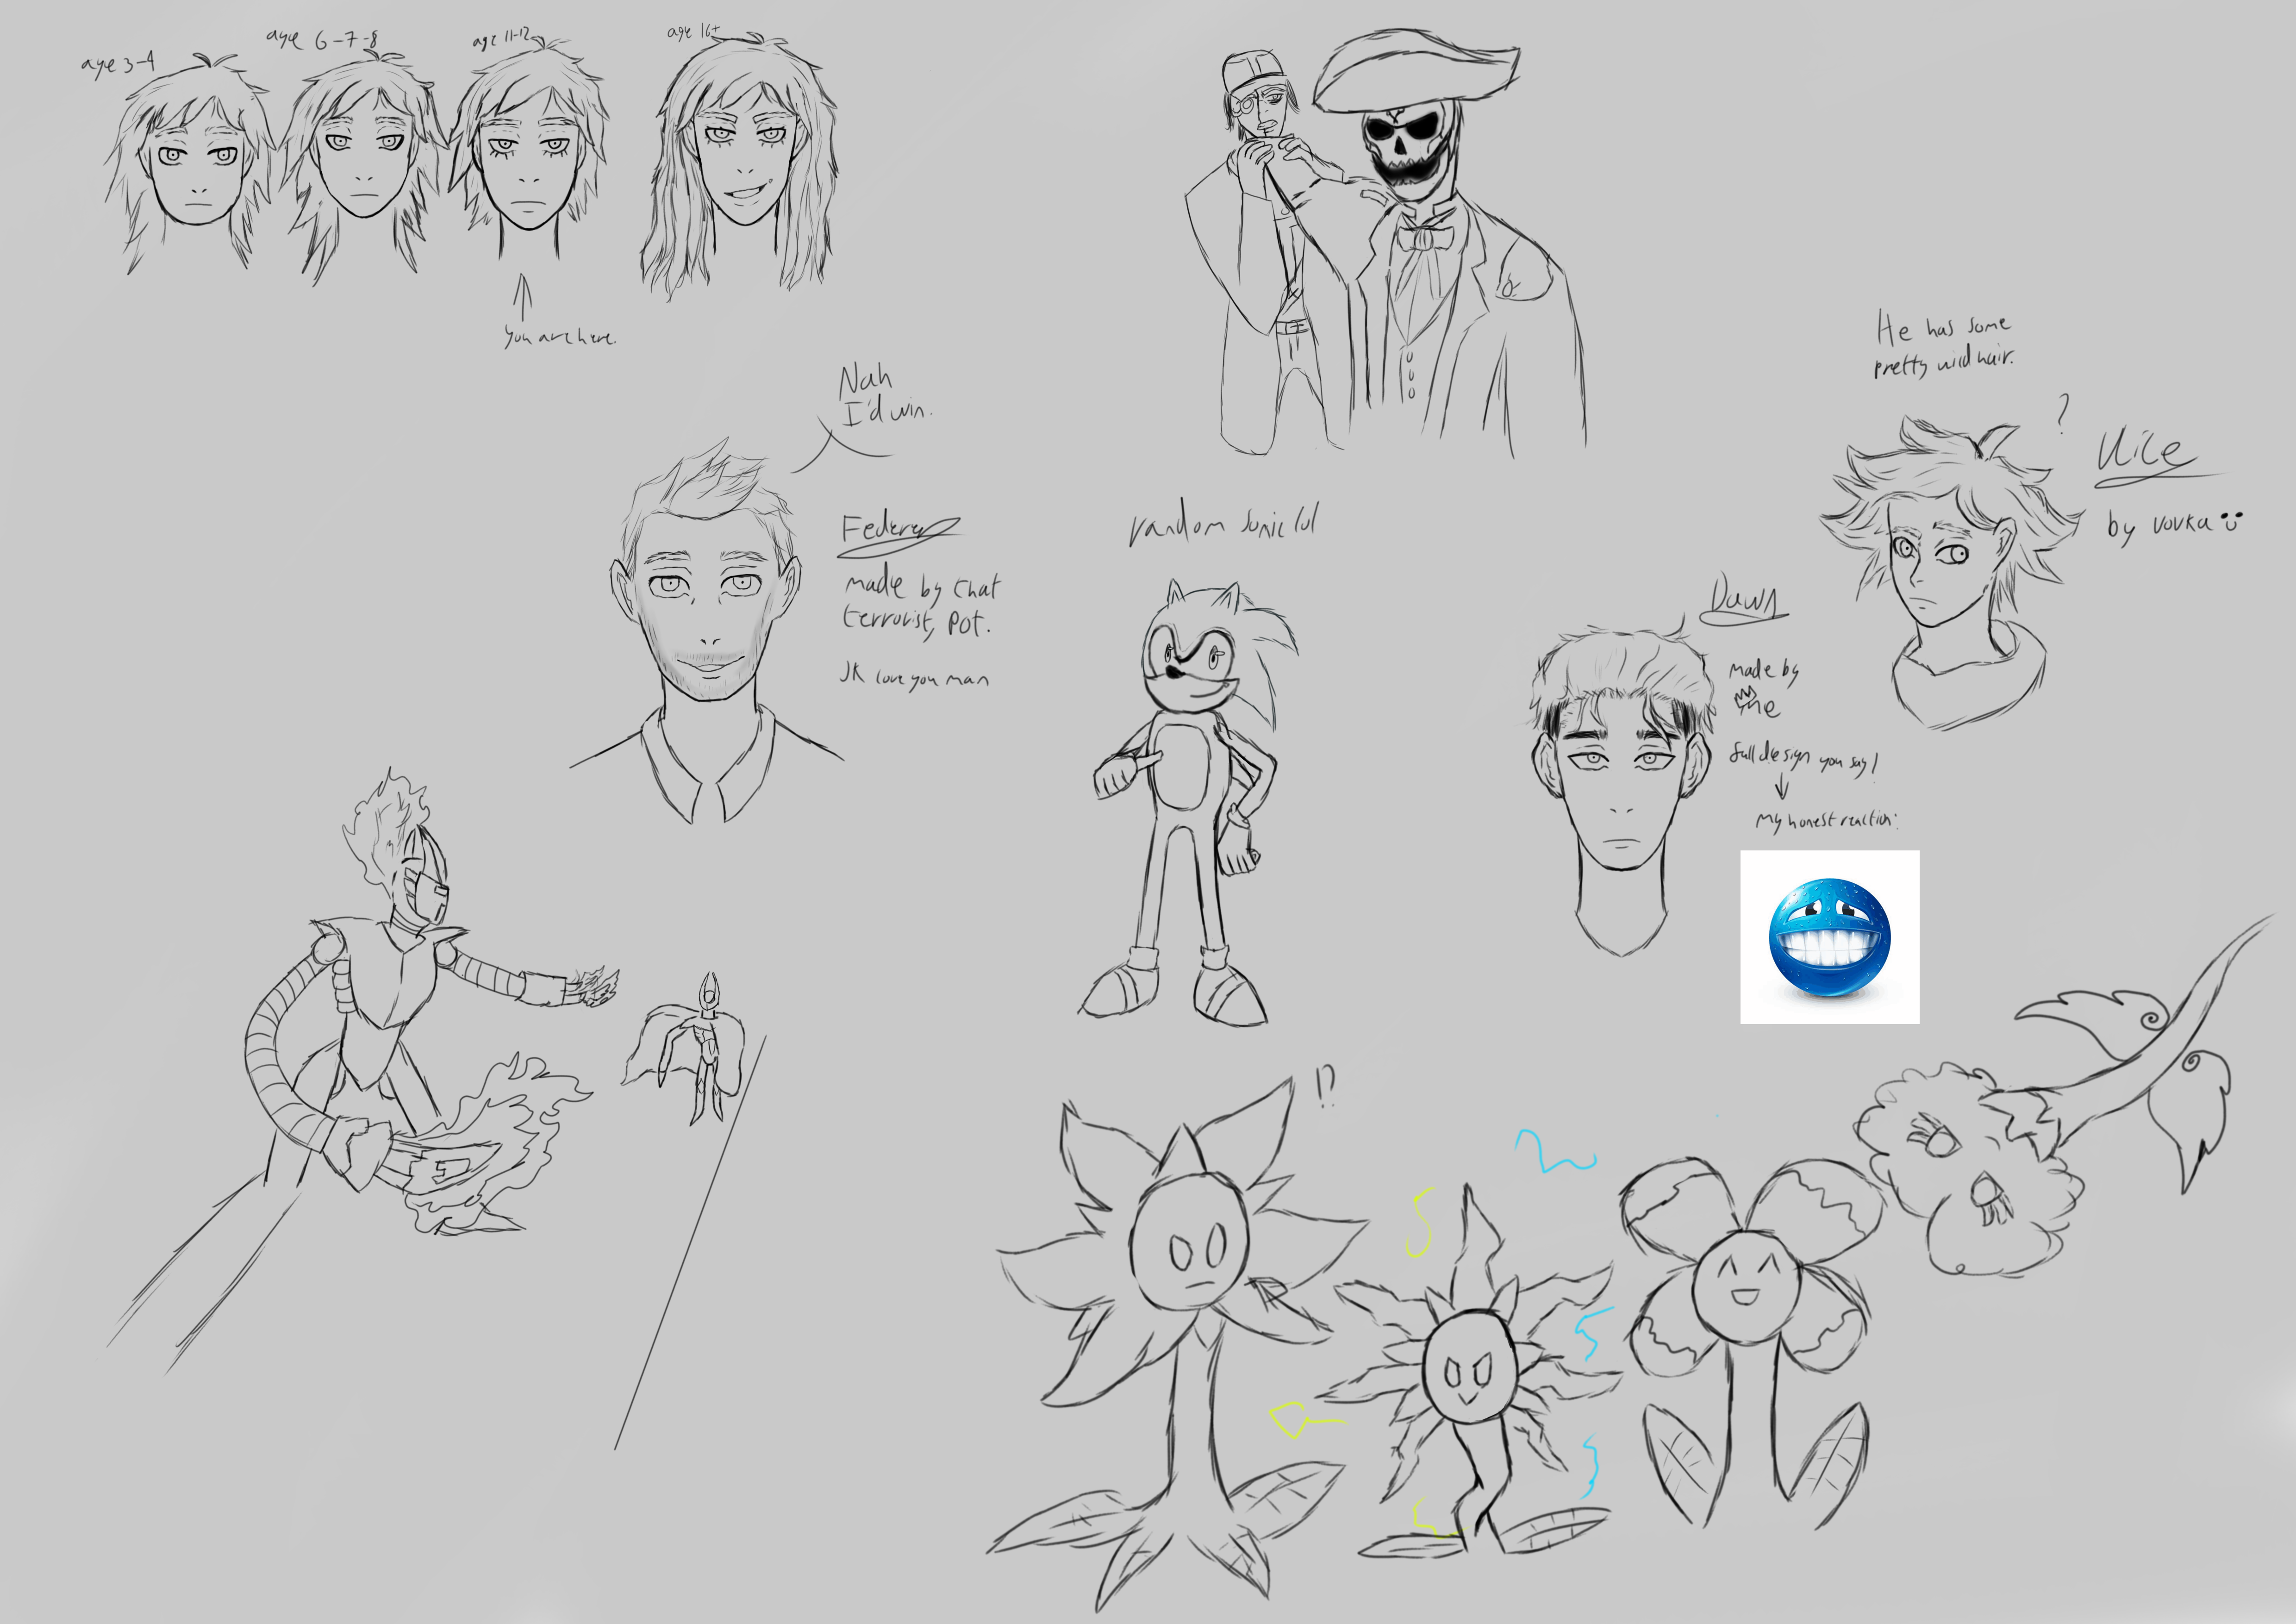 age 3-4
age 6-7-8
age 11-12
age 16+
you are here.
Nah
I'd win.
Federer
made by chat
terrorist, Pot.
JK love you man
random sonic lol
He has some
pretty wild hair.
?
by vovka
Dawn
made by
me
full design you say!
My honest reaction:
!?